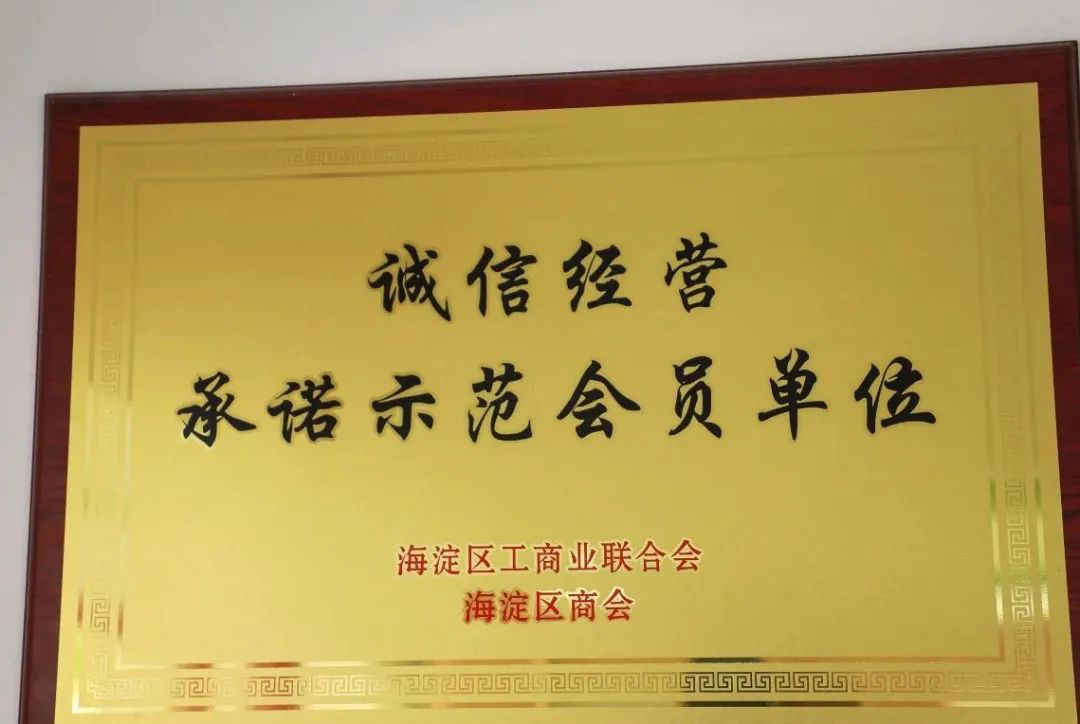 诚信经营
承诺示范会员单位
海淀区工商业联合会
海淀区商会